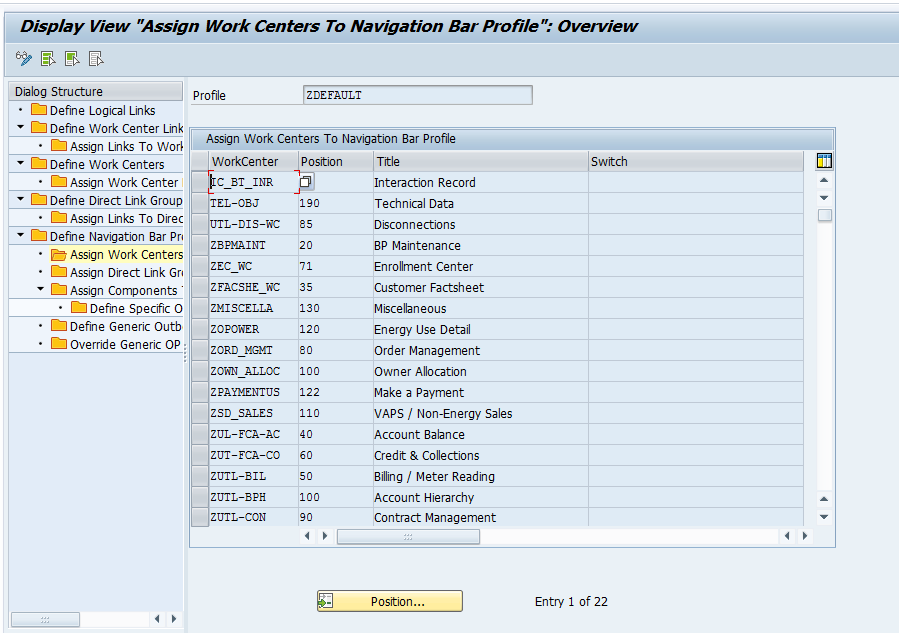 Display View "Assign Work Centers To Navigation Bar Profile": Overview
Dialog Structure
Define Logical Links
Define Work Center Link
Assign Links To Work
Define Work Centers
Assign Work Center
Define Direct Link Group
Assign Links To Direc
Define Navigation Bar Pr
Assign Work Centers
Assign Direct Link Gr
Assign Components
Define Specific O
Define Generic Outb
Override Generic OP
Profile ZDEFAULT
Assign Work Centers To Navigation Bar Profile
WorkCenter Position Title Switch
IC_BT_INR Interaction Record
TEL-OBJ 190 Technical Data
UTL-DIS-WC 85 Disconnections
ZBPMAINT 20 BP Maintenance
ZEC_WC 71 Enrollment Center
ZFACSHE_WC 35 Customer Factsheet
ZMISCELLA 130 Miscellaneous
ZOPOWER 120 Energy Use Detail
ZORD_MGMT 80 Order Management
ZOWN_ALLOC 100 Owner Allocation
ZPAYMENTUS 122 Make a Payment
ZSD_SALES 110 VAPS / Non-Energy Sales
ZUL-FCA-AC 40 Account Balance
ZUT-FCA-CO 60 Credit & Collections
ZUTL-BIL 50 Billing / Meter Reading
ZUTL-BPH 100 Account Hierarchy
ZUTL-CON 90 Contract Management
Position... Entry 1 of 22